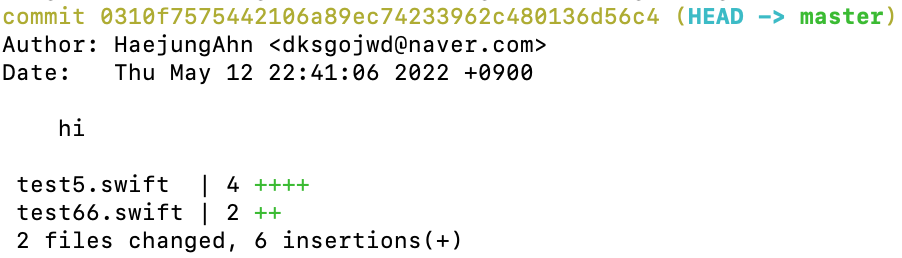 commit 0310f7575442106a89ec74233962c480136d56c4 (HEAD -> master)
Author: HaejungAhn <dksgojwd@naver.com>
Date:   Thu May 12 22:41:06 2022 +0900
hi
test5.swift  | 4 ++++
test66.swift | 2 ++
2 files changed, 6 insertions(+)